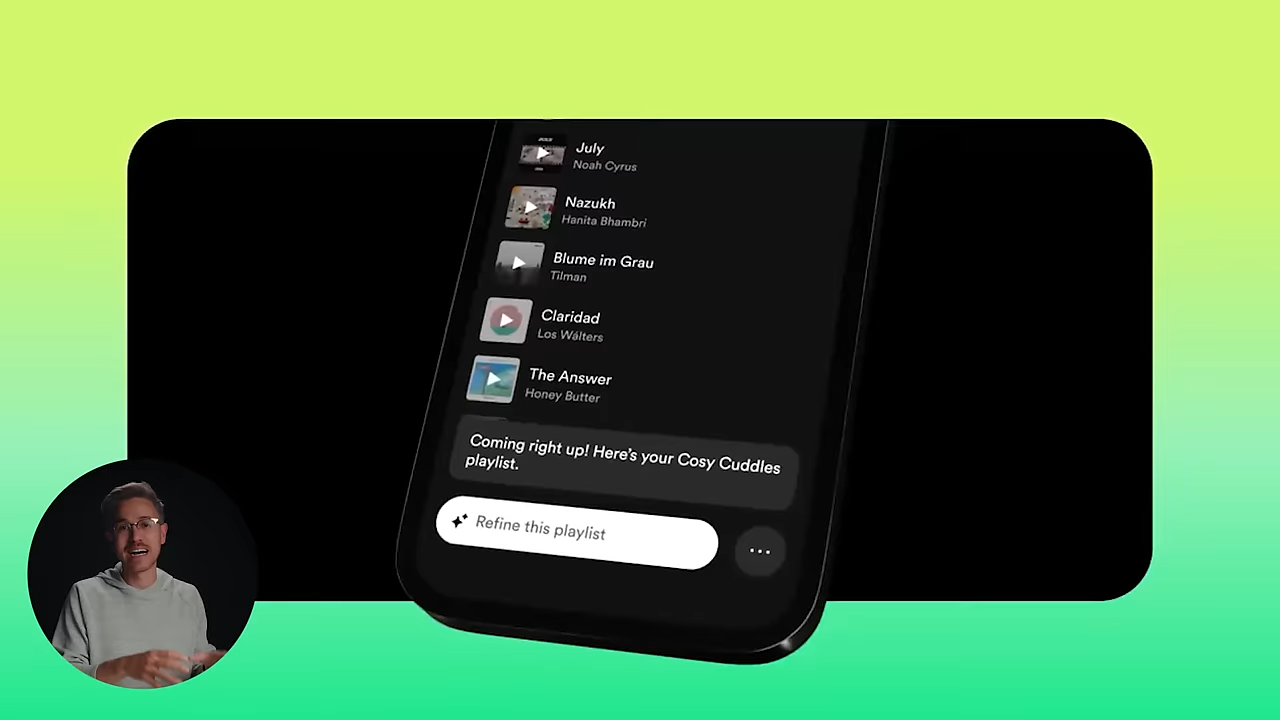 July
Noah Cyrus
Nazukh
Hanita Bhambri
Blume im Grau
Tilman
Claridad
Los Wálters
The Answer
Honey Butter
Coming right up! Here's your Cosy Cuddles
playlist.
Refine this playlist